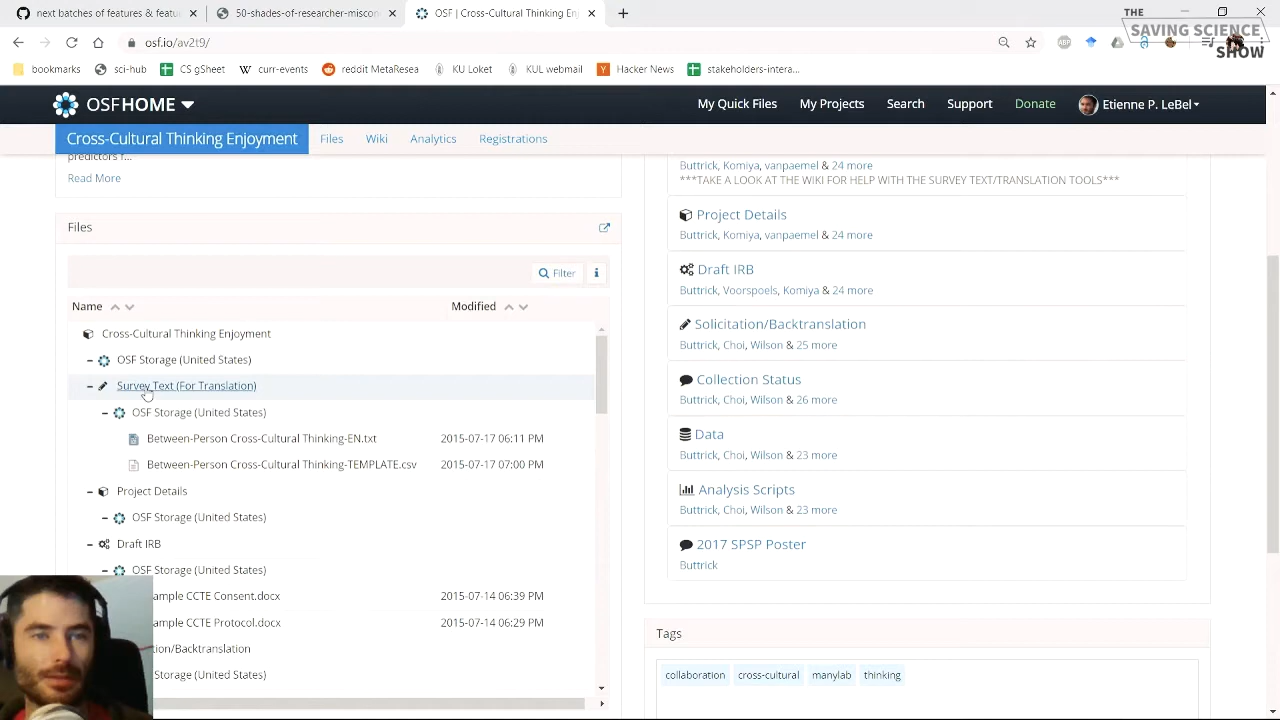 next batches of features & featu
50-shades-of-researcher-miscon
OSF | Cross-Cultural Thinking En
THE
SAVING SCIENCE
SHOW
osf.io/av2t9/
ABP
bookmarks
sci-hub
CS gSheet
curr-events
reddit MetaResea
KU Loket
KUL webmail
Hacker News
stakeholders-targe...
OSFHOME
My Quick Files
My Projects
Search
Support
Donate
Etienne P. LeBel
Cross-Cultural Thinking Enjoyment
Files
Wiki
Analytics
Registrations
predictors f...
Read More
Files
Filter
Name
Modified
Cross-Cultural Thinking Enjoyment
OSF Storage (United States)
Survey Text (For Translation)
OSF Storage (United States)
Between-Person Cross-Cultural Thinking-EN.txt 2015-07-17 06:11 PM
Between-Person Cross-Cultural Thinking-TEMPLATE.csv 2015-07-17 07:00 PM
Project Details
OSF Storage (United States)
Draft IRB
OSF Storage (United States)
ample CCTE Consent.docx 2015-07-14 06:39 PM
ample CCTE Protocol.docx 2015-07-14 06:29 PM
tion/Backtranslation
Storage (United States)
Buttrick, Komiya, vanpaemel & 24 more
***TAKE A LOOK AT THE WIKI FOR HELP WITH THE SURVEY TEXT/TRANSLATION TOOLS***
Project Details
Buttrick, Komiya, vanpaemel & 24 more
Draft IRB
Buttrick, Voorspoels, Komiya & 24 more
Solicitation/Backtranslation
Buttrick, Choi, Wilson & 25 more
Collection Status
Buttrick, Choi, Wilson & 26 more
Data
Buttrick, Choi, Wilson & 23 more
Analysis Scripts
Buttrick, Choi, Wilson & 23 more
2017 SPSP Poster
Buttrick
Tags
collaboration
cross-cultural
manylab
thinking